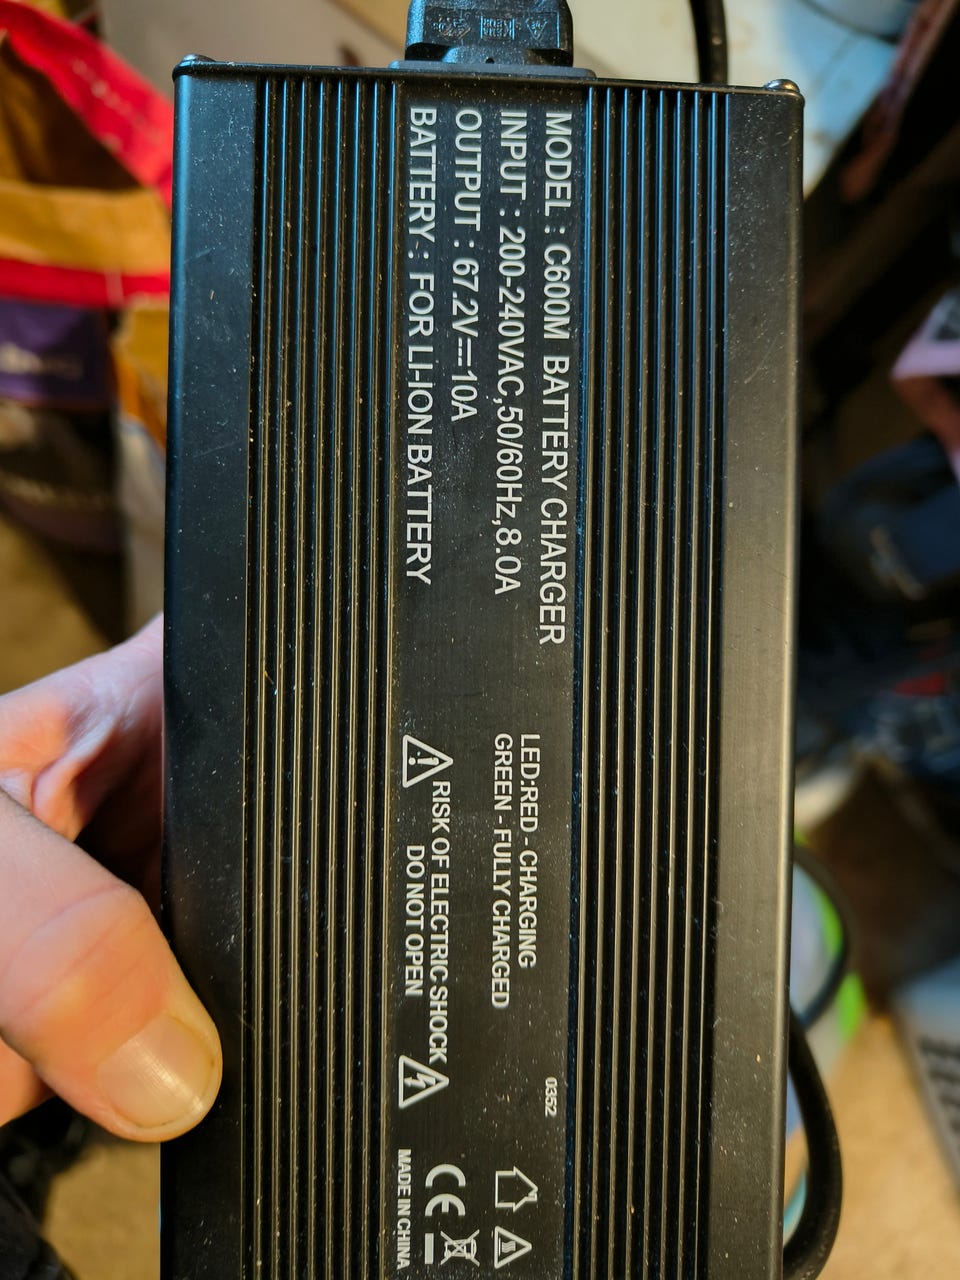 MODEL : C600M BATTERY CHARGER
INPUT : 200-240VAC,50/60Hz,8.0A
OUTPUT : 67.2V⎓10A
BATTERY : FOR LI-ION BATTERY
LED:RED - CHARGING
GREEN - FULLY CHARGED
RISK OF ELECTRIC SHOCK
DO NOT OPEN
0352
CE
MADE IN CHINA